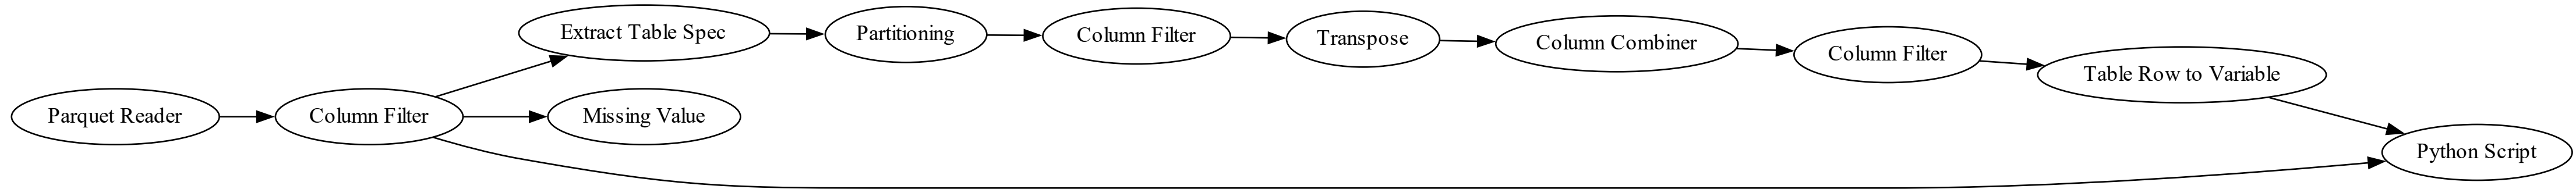 Parquet Reader
Column Filter
Extract Table Spec
Missing Value
Partitioning
Column Filter
Transpose
Column Combiner
Column Filter
Table Row to Variable
Python Script